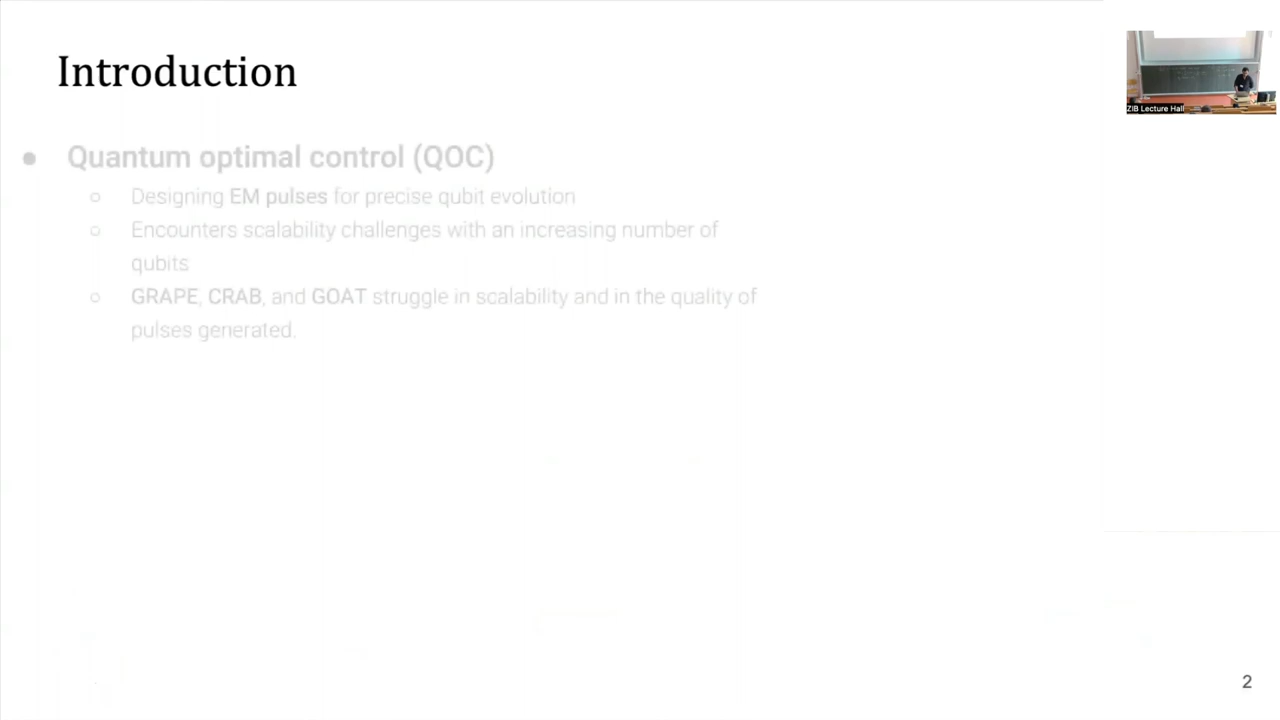 Introduction
ZIB Lecture Hall
● Quantum optimal control (QOC)
○ Designing EM pulses for precise qubit evolution
○ Encounters scalability challenges with an increasing number of
qubits
○ GRAPE, CRAB, and GOAT struggle in scalability and in the quality of
pulses generated.
2